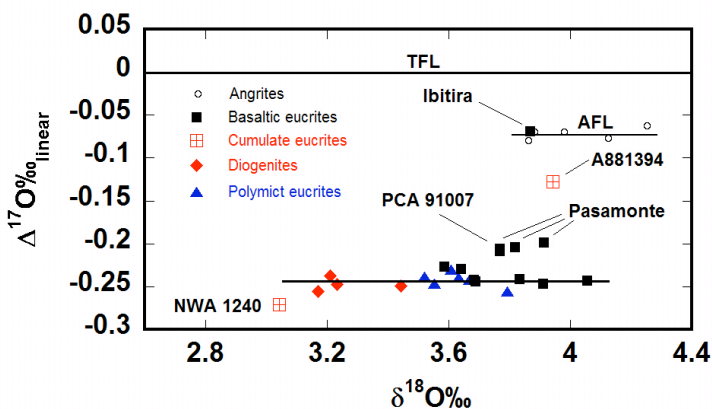 0.05
0
-0.05
-0.1
-0.15
-0.2
-0.25
-0.3
Δ17O‰linear
TFL
Angrites
Basaltic eucrites
Cumulate eucrites
Diogenites
Polymict eucrites
Ibitira
AFL
A881394
PCA 91007
Pasamonte
NWA 1240
2.8
3.2
3.6
4
4.4
δ18O‰